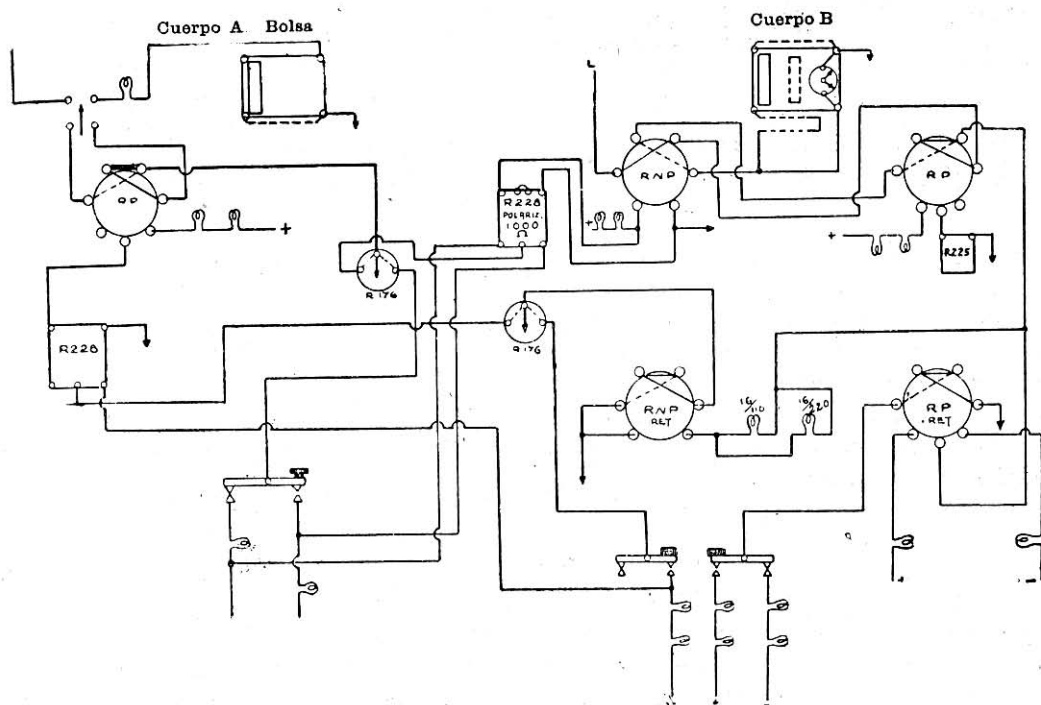 Cuerpo A Bolsa
Cuerpo B
L
RP
+
R 176
R228
POLARIZ.
1000
Ω
+
RNP
RP
+
R225
R228
R176
RNP
RET
16/110
16/220
RP
RET
+
−